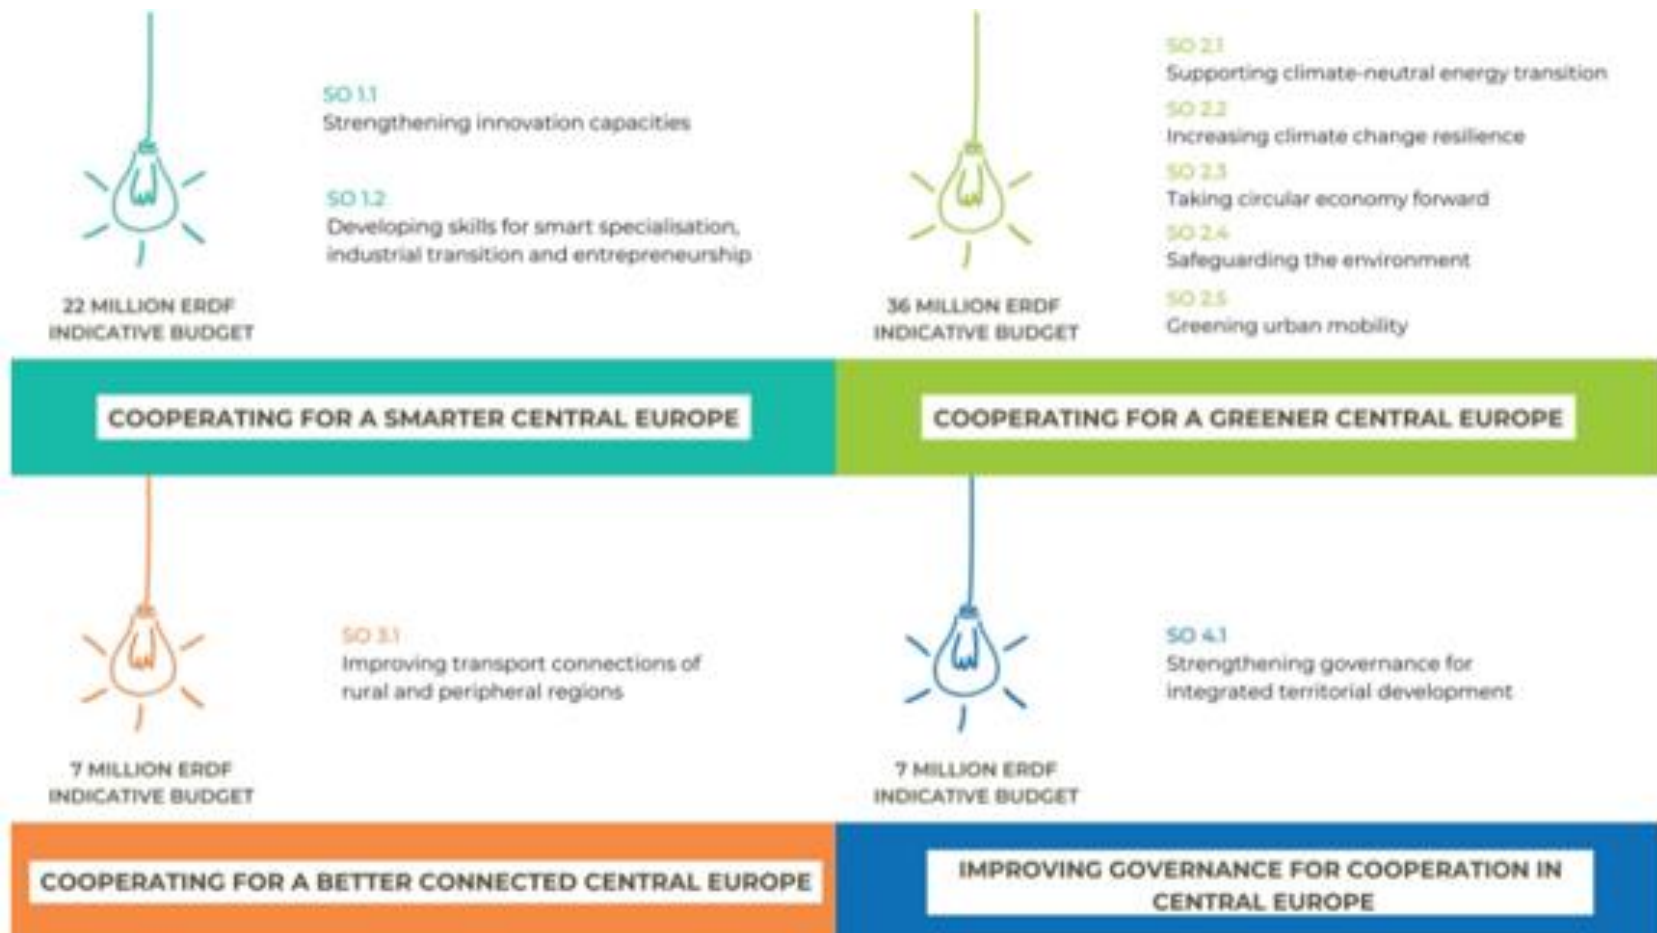 SO 1.1
Strengthening innovation capacities
SO 1.2
Developing skills for smart specialisation,
industrial transition and entrepreneurship
22 MILLION ERDF
INDICATIVE BUDGET
COOPERATING FOR A SMARTER CENTRAL EUROPE
SO 2.1
Supporting climate-neutral energy transition
SO 2.2
Increasing climate change resilience
SO 2.3
Taking circular economy forward
SO 2.4
Safeguarding the environment
SO 2.5
Greening urban mobility
36 MILLION ERDF
INDICATIVE BUDGET
COOPERATING FOR A GREENER CENTRAL EUROPE
SO 3.1
Improving transport connections of
rural and peripheral regions
7 MILLION ERDF
INDICATIVE BUDGET
COOPERATING FOR A BETTER CONNECTED CENTRAL EUROPE
SO 4.1
Strengthening governance for
integrated territorial development
7 MILLION ERDF
INDICATIVE BUDGET
IMPROVING GOVERNANCE FOR COOPERATION IN
CENTRAL EUROPE